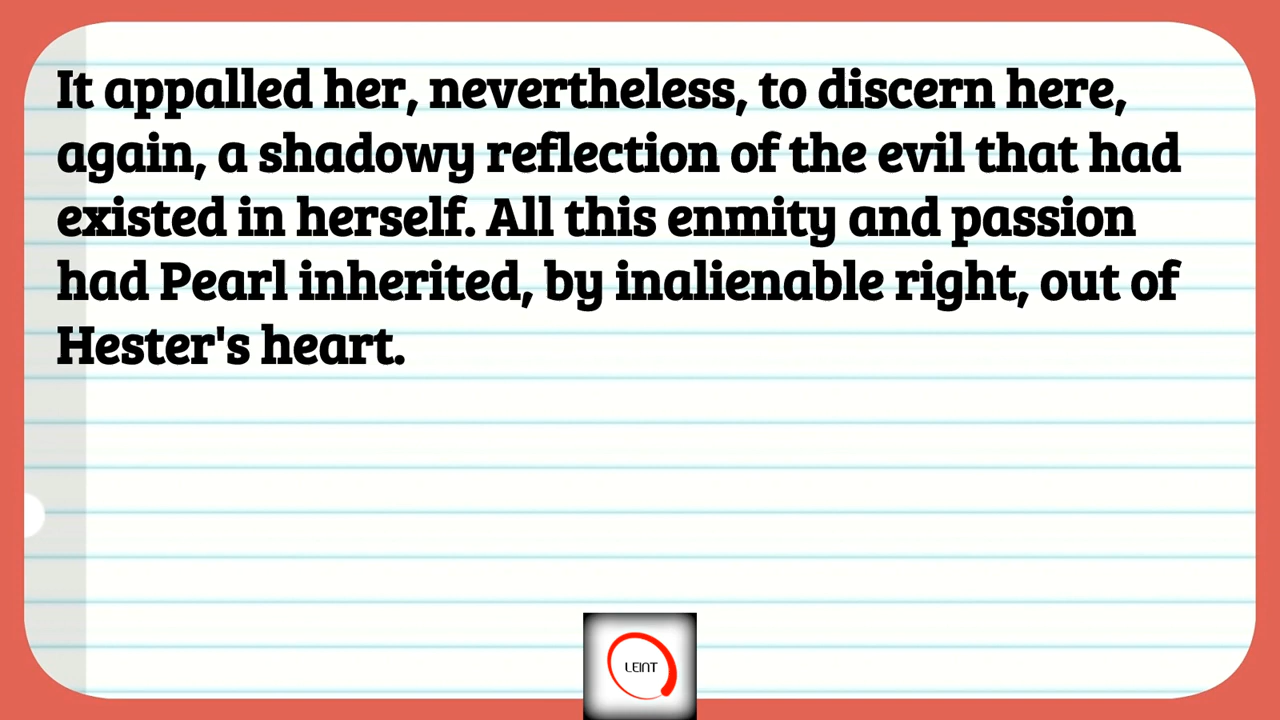 It appalled her, nevertheless, to discern here,
again, a shadowy reflection of the evil that had
existed in herself. All this enmity and passion
had Pearl inherited, by inalienable right, out of
Hester's heart.
LEINT